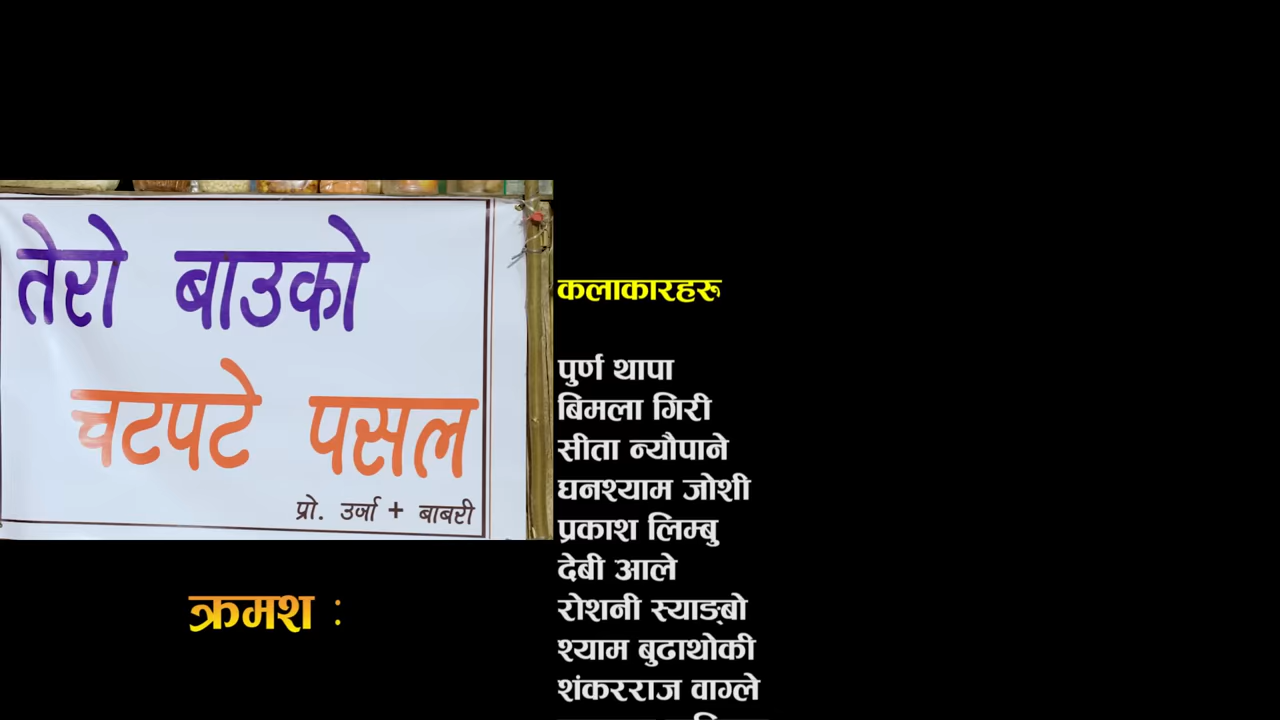 तेरो बाउको
चटपटे पसल
प्रो. उर्जा + बाबरी
क्रमश :
कलाकारहरू
पुर्ण थापा
बिमला गिरी
सीता न्यौपाने
घनश्याम जोशी
प्रकाश लिम्बु
देबी आले
रोशनी स्याङ्बो
श्याम बुढाथोकी
शंकरराज वाग्ले